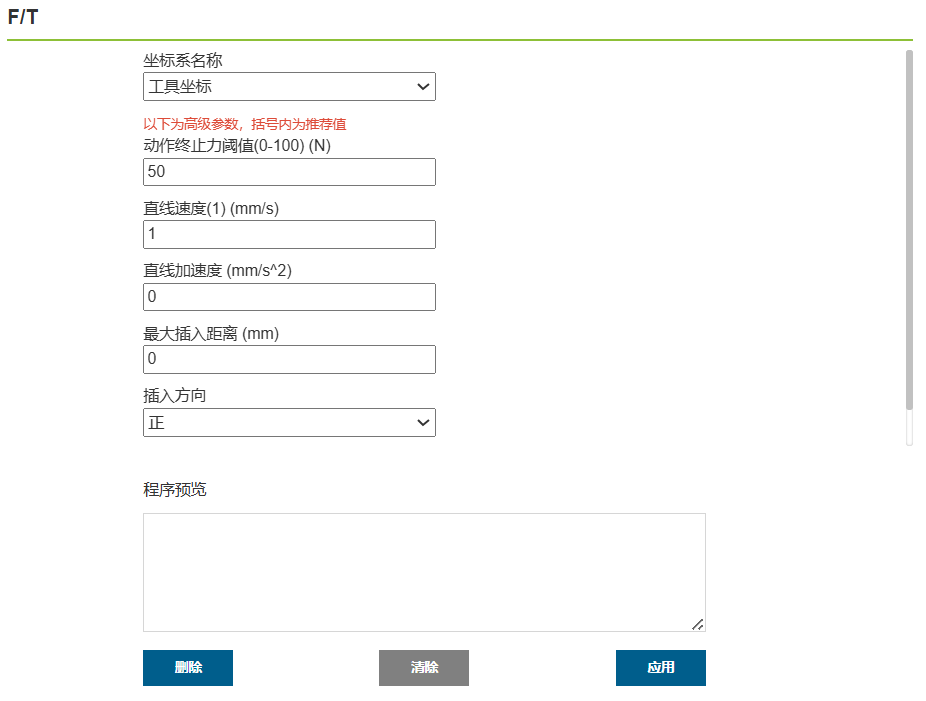 F/T
坐标系名称
工具坐标
以下为高级参数，括号内为推荐值
动作终止力阈值(0-100) (N)
50
直线速度(1) (mm/s)
1
直线加速度 (mm/s^2)
0
最大插入距离 (mm)
0
插入方向
正
程序预览
删除 清除 应用